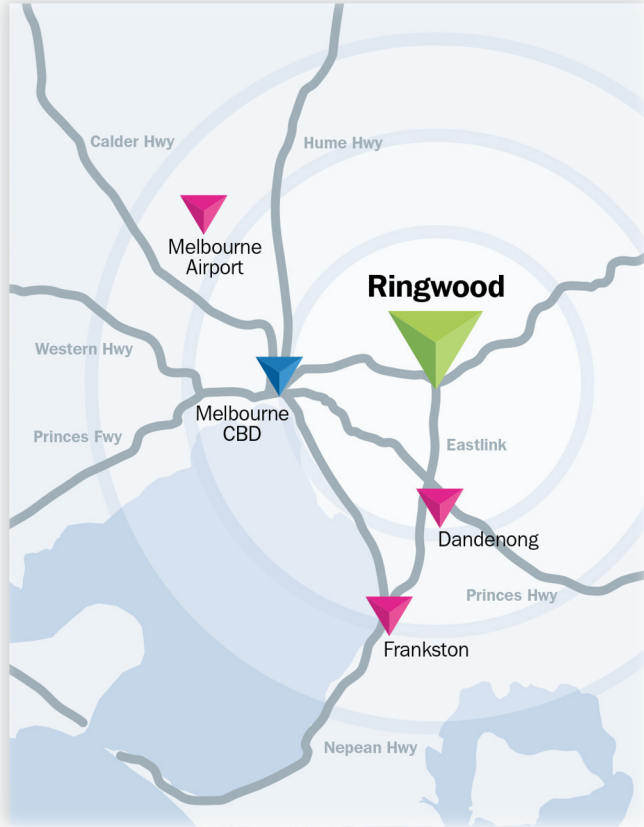 Calder Hwy
Hume Hwy
Melbourne
Airport
Ringwood
Western Hwy
Melbourne
CBD
Princes Fwy
Eastlink
Dandenong
Princes Hwy
Frankston
Nepean Hwy